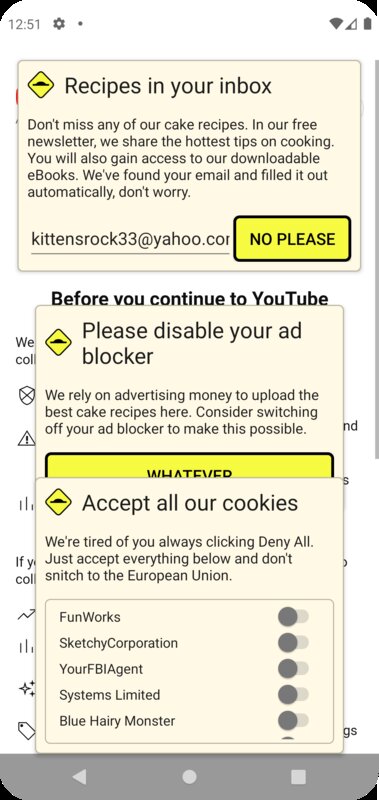 12:51
Recipes in your inbox
Don't miss any of our cake recipes. In our free
newsletter, we share the hottest tips on cooking.
You will also gain access to our downloadable
eBooks. We've found your email and filled it out
automatically, don't worry.
kittensrock33@yahoo.cor
NO PLEASE
Before you continue to YouTube
We
coll
Please disable your ad
blocker
We rely on advertising money to upload the
best cake recipes here. Consider switching
off your ad blocker to make this possible.
nd
WHATEVER
s
Accept all our cookies
We're tired of you always clicking Deny All.
Just accept everything below and don't
snitch to the European Union.
If y
o
coll
FunWorks
SketchyCorporation
YourFBIAgent
Systems Limited
Blue Hairy Monster
gs